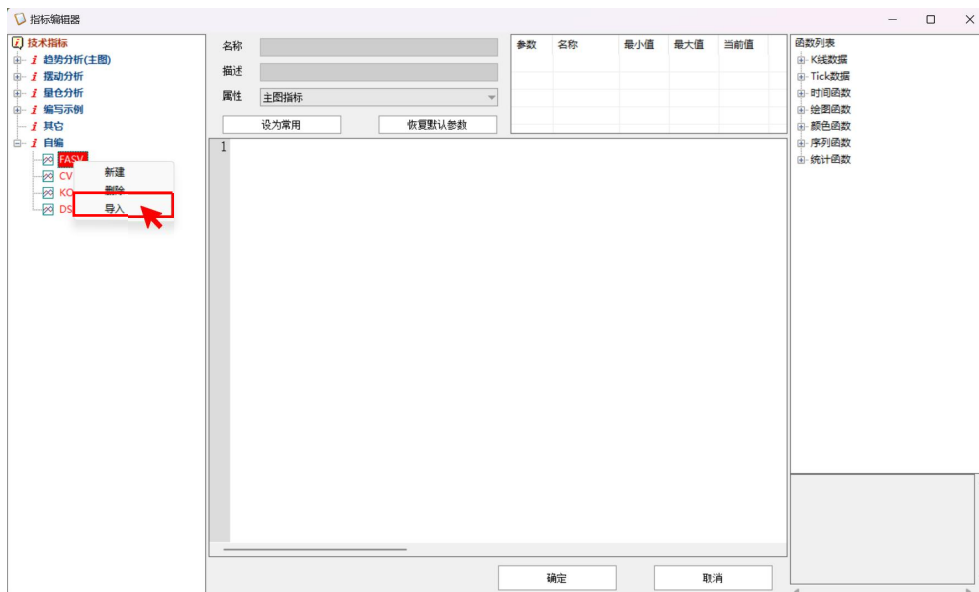 指标编辑器
技术指标
趋势分析(主图)
摆动分析
量仓分析
编写示例
其它
自编
FASV
CV
KO
DS
新建
删除
导入
名称
描述
属性
主图指标
设为常用
恢复默认参数
参数 名称 最小值 最大值 当前值
1
函数列表
K线数据
Tick数据
时间函数
绘图函数
颜色函数
序列函数
统计函数
确定
取消